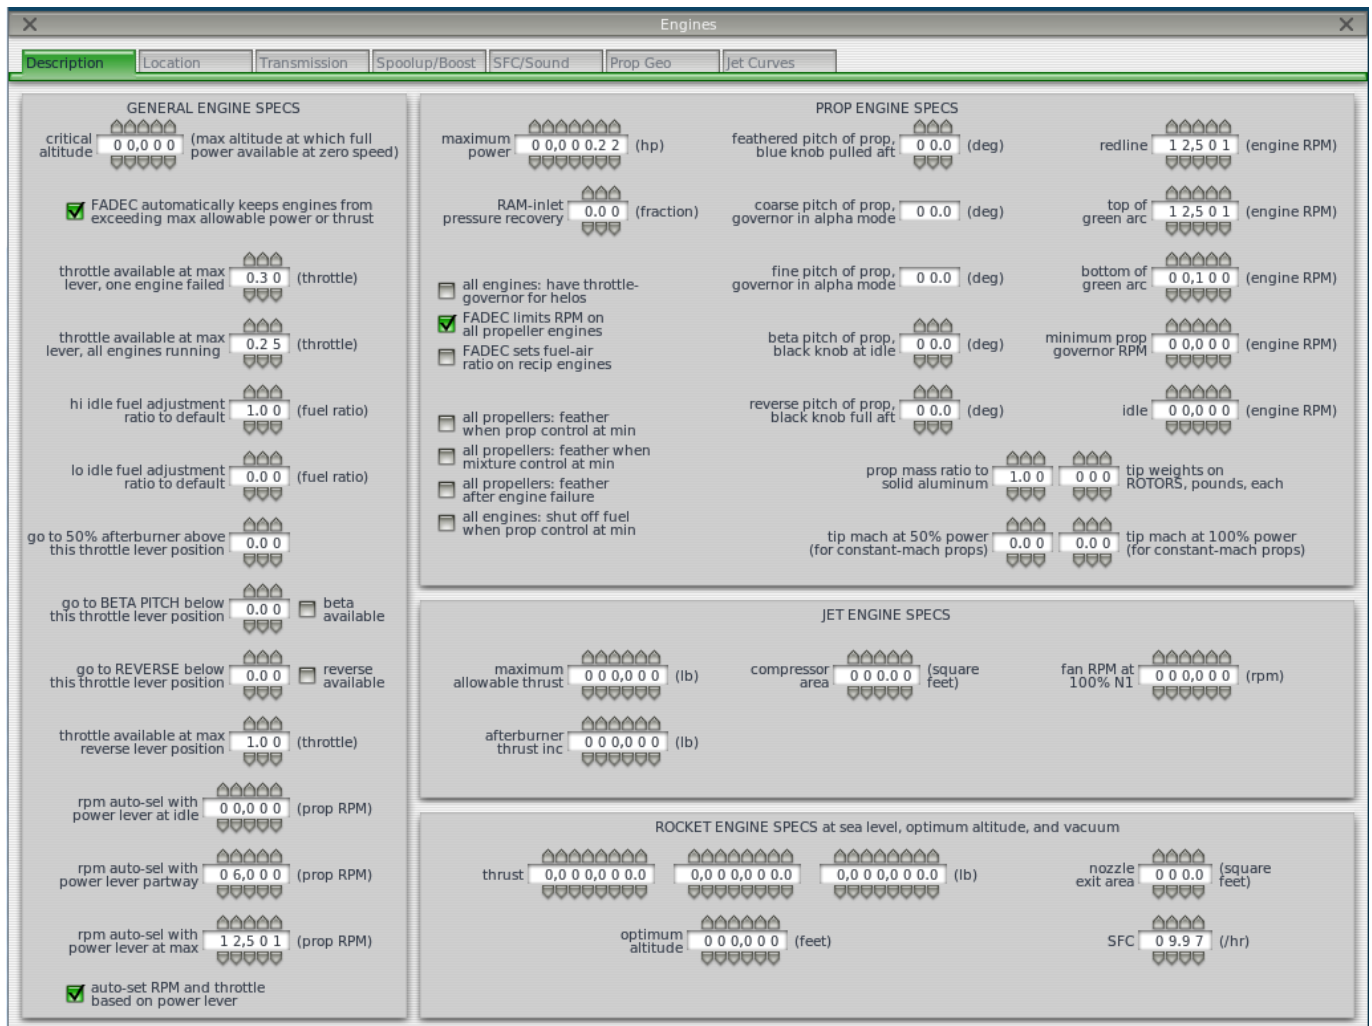 Engines
Description Location Transmission Spoolup/Boost SFC/Sound Prop Geo Jet Curves
GENERAL ENGINE SPECS
critical
altitude
0 0,0 0 0
(max altitude at which full
power available at zero speed)
FADEC automatically keeps engines from
exceeding max allowable power or thrust
throttle available at max
lever, one engine failed
0.3 0
(throttle)
throttle available at max
lever, all engines running
0.2 5
(throttle)
hi idle fuel adjustment
ratio to default
1.0 0
(fuel ratio)
lo idle fuel adjustment
ratio to default
0.0 0
(fuel ratio)
go to 50% afterburner above
this throttle lever position
0.0 0
go to BETA PITCH below
this throttle lever position
0.0 0
beta
available
go to REVERSE below
this throttle lever position
0.0 0
reverse
available
throttle available at max
reverse lever position
1.0 0
(throttle)
rpm auto-sel with
power lever at idle
0 0,0 0 0
(prop RPM)
rpm auto-sel with
power lever partway
0 6,0 0 0
(prop RPM)
rpm auto-sel with
power lever at max
1 2,5 0 1
(prop RPM)
auto-set RPM and throttle
based on power lever
PROP ENGINE SPECS
maximum
power
0 0,0 0 0.2 2
(hp)
RAM-inlet
pressure recovery
0.0 0
(fraction)
all engines: have throttle-
governor for helos
FADEC limits RPM on
all propeller engines
FADEC sets fuel-air
ratio on recip engines
all propellers: feather
when prop control at min
all propellers: feather when
mixture control at min
all propellers: feather
after engine failure
all engines: shut off fuel
when prop control at min
feathered pitch of prop,
blue knob pulled aft
0 0.0
(deg)
coarse pitch of prop,
governor in alpha mode
0 0.0
(deg)
fine pitch of prop,
governor in alpha mode
0 0.0
(deg)
beta pitch of prop,
black knob at idle
0 0.0
(deg)
reverse pitch of prop,
black knob full aft
0 0.0
(deg)
redline
1 2,5 0 1
(engine RPM)
top of
green arc
1 2,5 0 1
(engine RPM)
bottom of
green arc
0 0,1 0 0
(engine RPM)
minimum prop
governor RPM
0 0,0 0 0
(engine RPM)
idle
0 0,0 0 0
(engine RPM)
prop mass ratio to
solid aluminum
1.0 0
0 0 0
tip weights on
ROTORS, pounds, each
tip mach at 50% power
(for constant-mach props)
0.0 0
0.0 0
tip mach at 100% power
(for constant-mach props)
JET ENGINE SPECS
maximum
allowable thrust
0 0 0,0 0 0
(lb)
compressor
area
0 0 0.0 0
(square
feet)
fan RPM at
100% N1
0 0 0,0 0 0
(rpm)
afterburner
thrust inc
0 0 0,0 0 0
(lb)
ROCKET ENGINE SPECS at sea level, optimum altitude, and vacuum
thrust
0,0 0 0,0 0 0.0
0,0 0 0,0 0 0.0
0,0 0 0,0 0 0.0
(lb)
nozzle
exit area
0 0 0.0
(square
feet)
optimum
altitude
0 0 0,0 0 0
(feet)
SFC
0 9.9 7
(/hr)